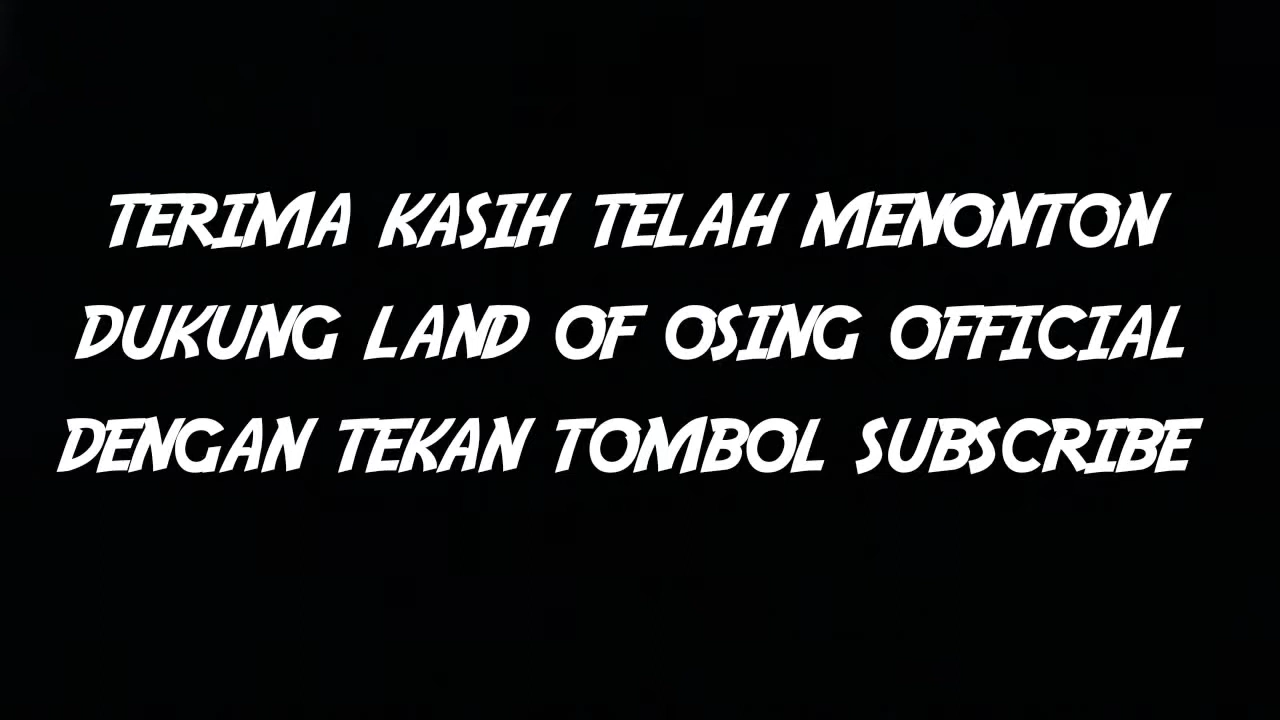 TERIMA KASIH TELAH MENONTON
DUKUNG LAND OF OSING OFFICIAL
DENGAN TEKAN TOMBOL SUBSCRIBE